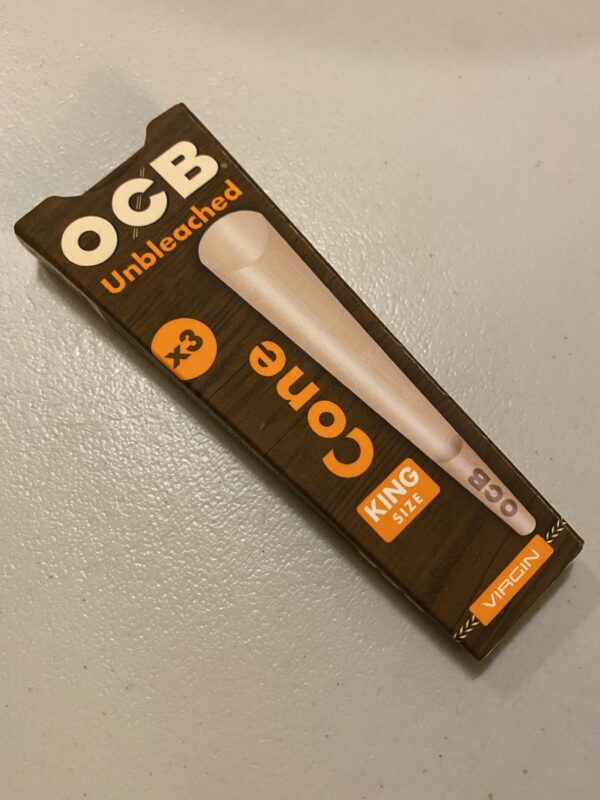 OCB®
Unbleached
x3
Cone
KING
SIZE
OCB
VIRGIN